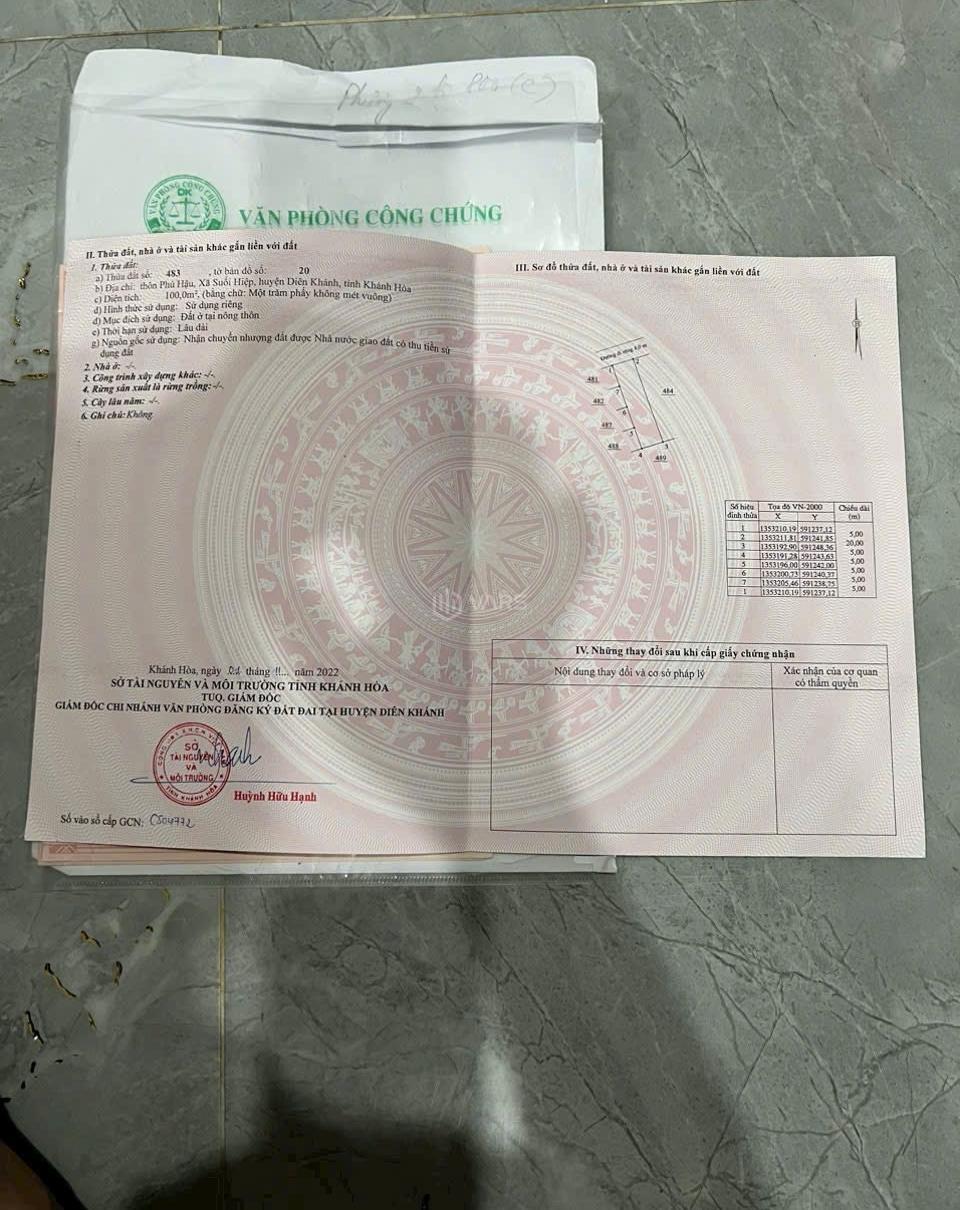 VĂN PHÒNG CÔNG CHỨNG
VĂN PHÒNG CÔNG CHỨNG
II. Thửa đất, nhà ở và tài sản khác gắn liền với đất
1. Thửa đất:
a) Thửa đất số: 483 , tờ bản đồ số: 20
b) Địa chỉ: thôn Phú Hậu, Xã Suối Hiệp, huyện Diên Khánh, tỉnh Khánh Hòa
c) Diện tích: 100,0m², (bằng chữ: Một trăm phẩy không mét vuông)
d) Hình thức sử dụng: Sử dụng riêng
đ) Mục đích sử dụng: Đất ở tại nông thôn
e) Thời hạn sử dụng: Lâu dài
g) Nguồn gốc sử dụng: Nhận chuyển nhượng đất được Nhà nước giao đất có thu tiền sử
dụng đất
2. Nhà ở: -/-
3. Công trình xây dựng khác: -/-
4. Rừng sản xuất là rừng trồng: -/-
5. Cây lâu năm: -/-
6. Ghi chú: Không
Khánh Hòa, ngày 01 tháng 11 năm 2022
SỞ TÀI NGUYÊN VÀ MÔI TRƯỜNG TỈNH KHÁNH HÒA
TUQ. GIÁM ĐỐC
GIÁM ĐỐC CHI NHÁNH VĂN PHÒNG ĐĂNG KÝ ĐẤT ĐAI TẠI HUYỆN DIÊN KHÁNH
SỞ
TÀI NGUYÊN
VÀ
MÔI TRƯỜNG
TỈNH KHÁNH HÒA
Huỳnh Hữu Hạnh
Số vào sổ cấp GCN: CS04772
III. Sơ đồ thửa đất, nhà ở và tài sản khác gắn liền với đất
1 2
481
7
484
482
6
487
5
488
4 3
489
Số hiệu đỉnh thửa Tọa độ VN-2000 X Y Chiều dài (m)
1 1353210,19 591237,12
5,00
2 1353211,81 591241,85
20,00
3 1353192,90 591248,36
5,00
4 1353191,28 591243,63
5,00
5 1353196,00 591242,00
5,00
6 1353200,73 591240,37
5,00
7 1353205,46 591238,75
5,00
1 1353210,19 591237,12
VARS
IV. Những thay đổi sau khi cấp giấy chứng nhận
Nội dung thay đổi và cơ sở pháp lý Xác nhận của cơ quan
có thẩm quyền